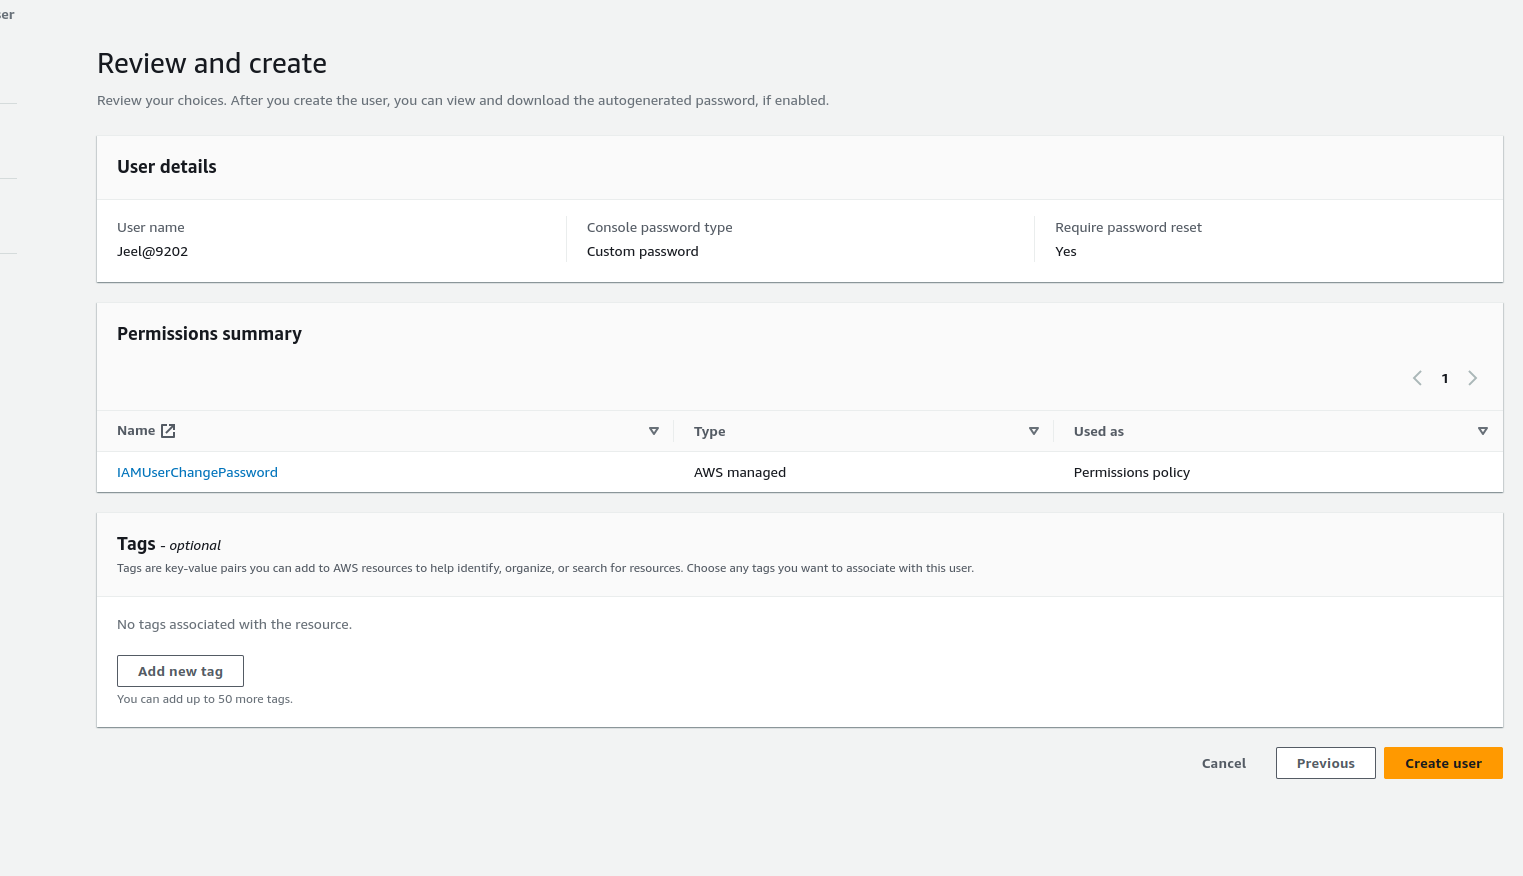 ser
Review and create
Review your choices. After you create the user, you can view and download the autogenerated password, if enabled.
User details
User name
Jeel@9202
Console password type
Custom password
Require password reset
Yes
Permissions summary
1
Name
Type
Used as
IAMUserChangePassword
AWS managed
Permissions policy
Tags - optional
Tags are key-value pairs you can add to AWS resources to help identify, organize, or search for resources. Choose any tags you want to associate with this user.
No tags associated with the resource.
Add new tag
You can add up to 50 more tags.
Cancel
Previous
Create user